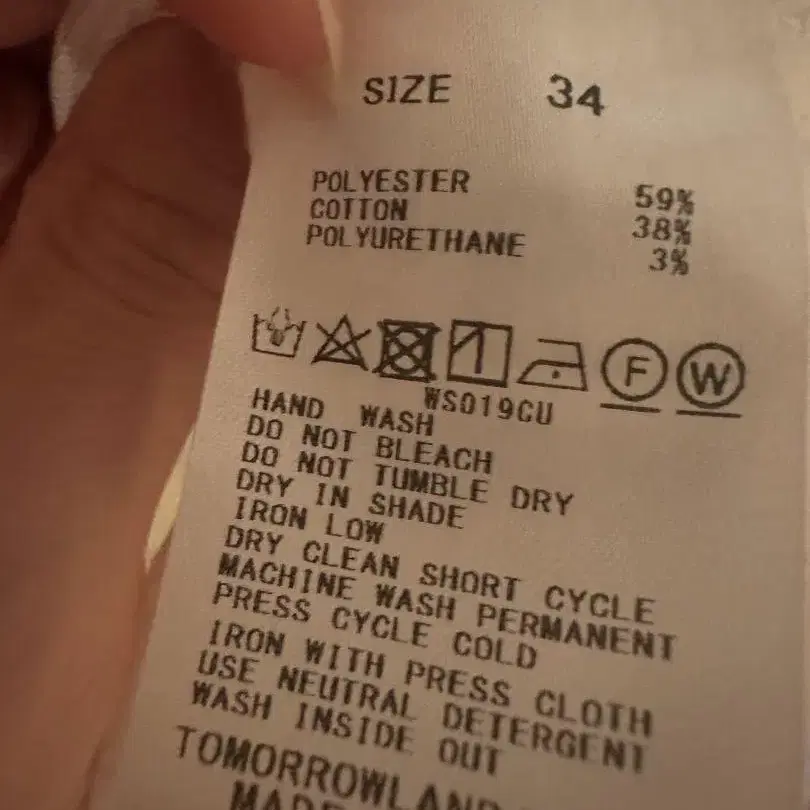 SIZE 34
POLYESTER 59%
COTTON 38%
POLYURETHANE 3%
F W
WS019CU
HAND WASH
DO NOT BLEACH
DO NOT TUMBLE DRY
DRY IN SHADE
IRON LOW
DRY CLEAN SHORT CYCLE
MACHINE WASH PERMANENT
PRESS CYCLE COLD
IRON WITH PRESS CLOTH
USE NEUTRAL DETERGENT
WASH INSIDE OUT
TOMORROWLAND
MADE